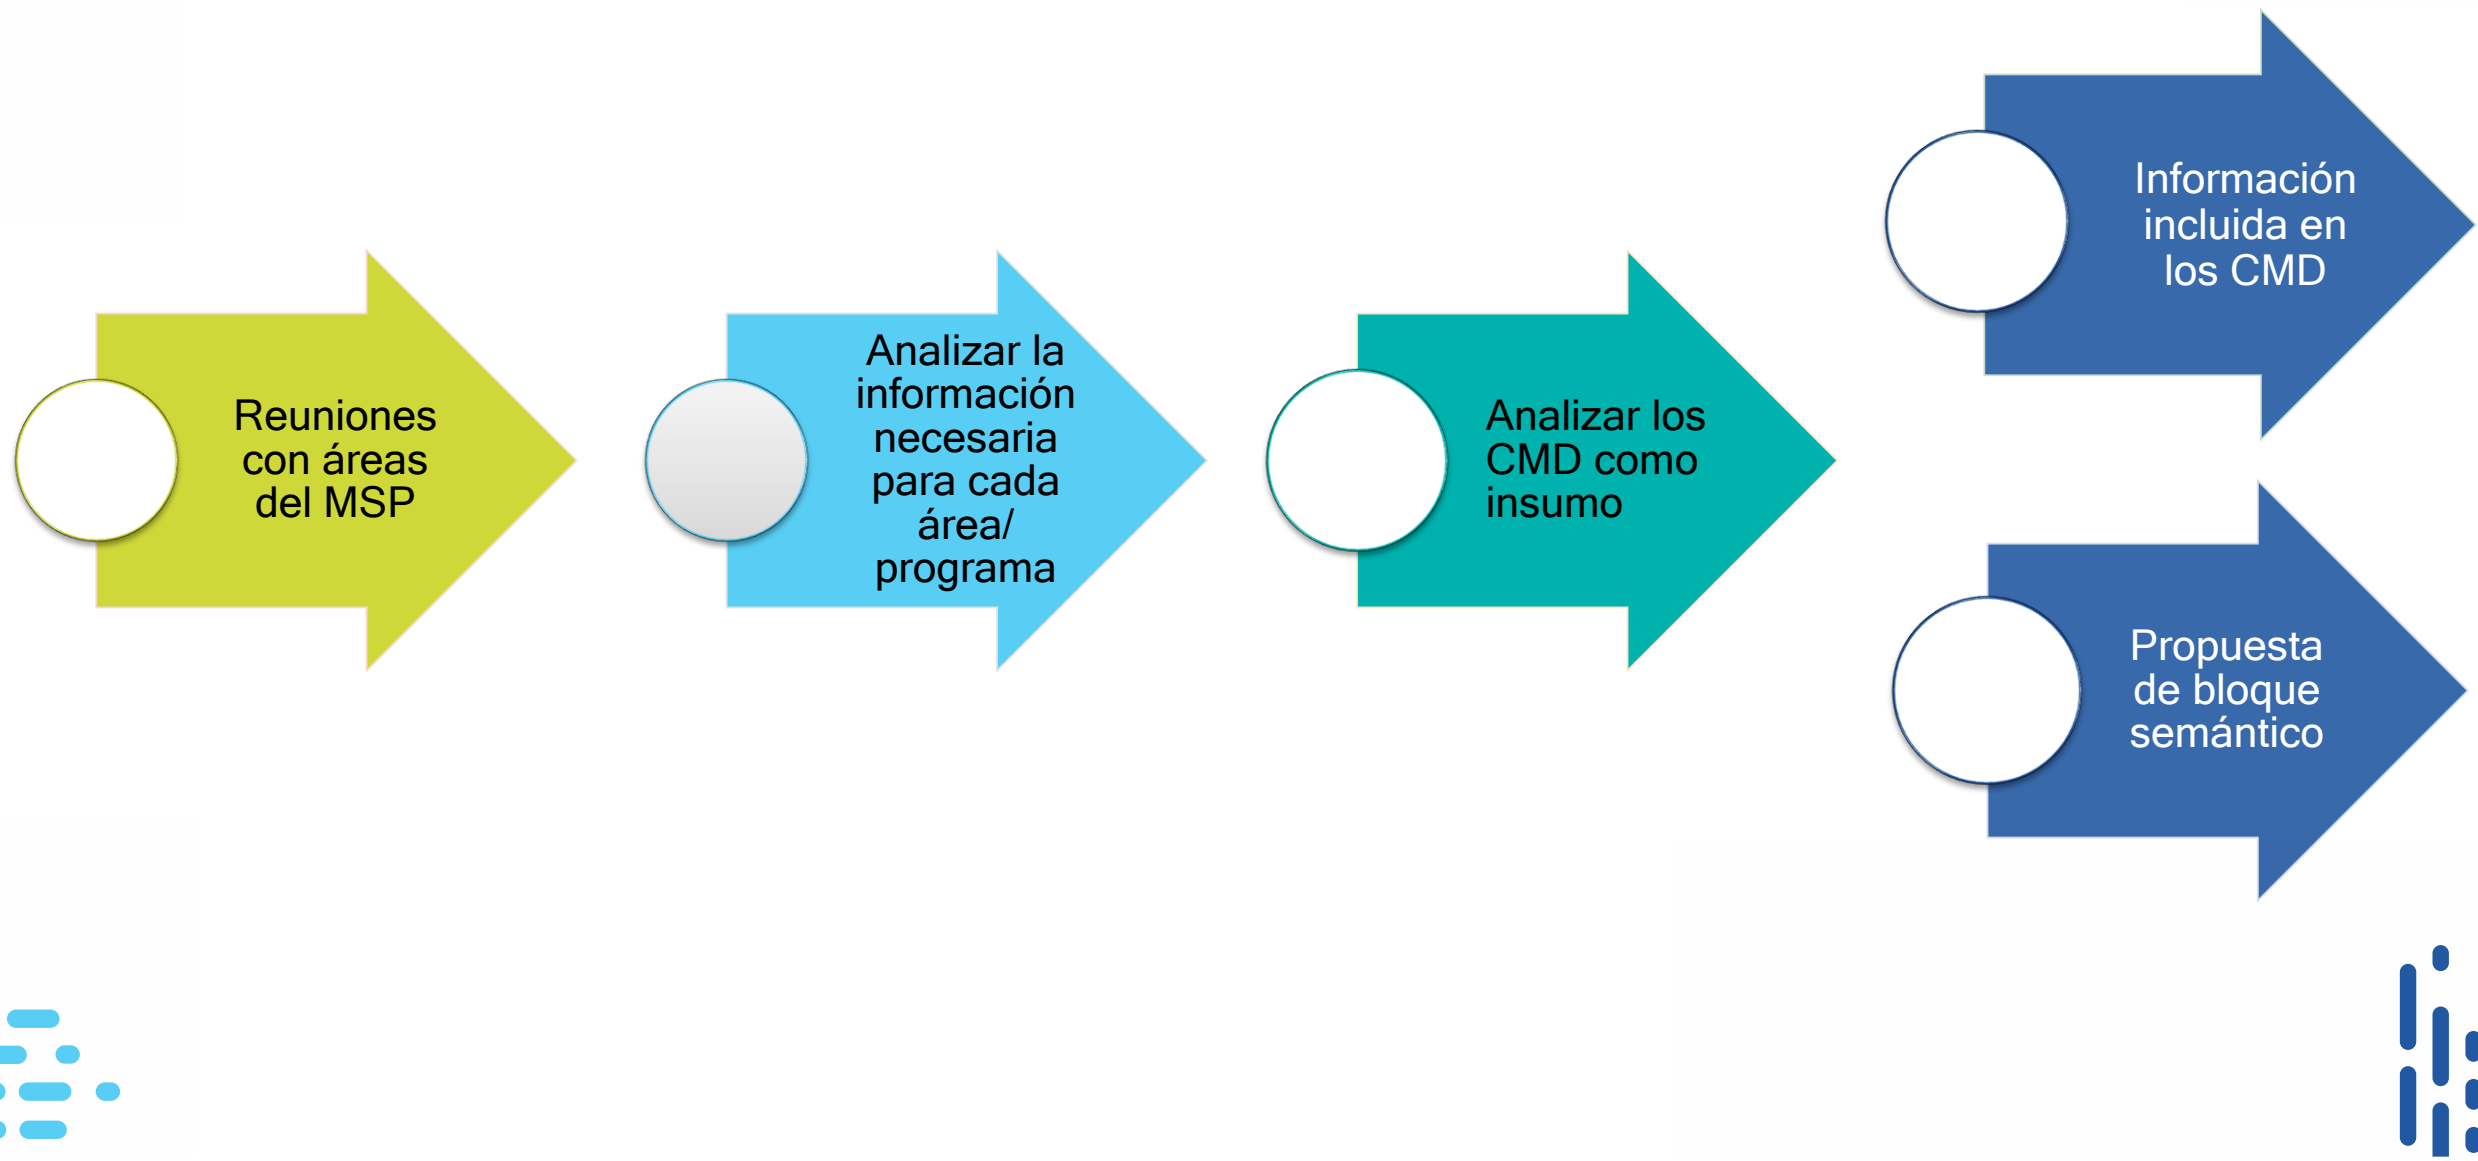 Reuniones
con áreas
del MSP
Analizar la
información
necesaria
para cada
área/
programa
Analizar los
CMD como
insumo
Información
incluida en
los CMD
Propuesta
de bloque
semántico